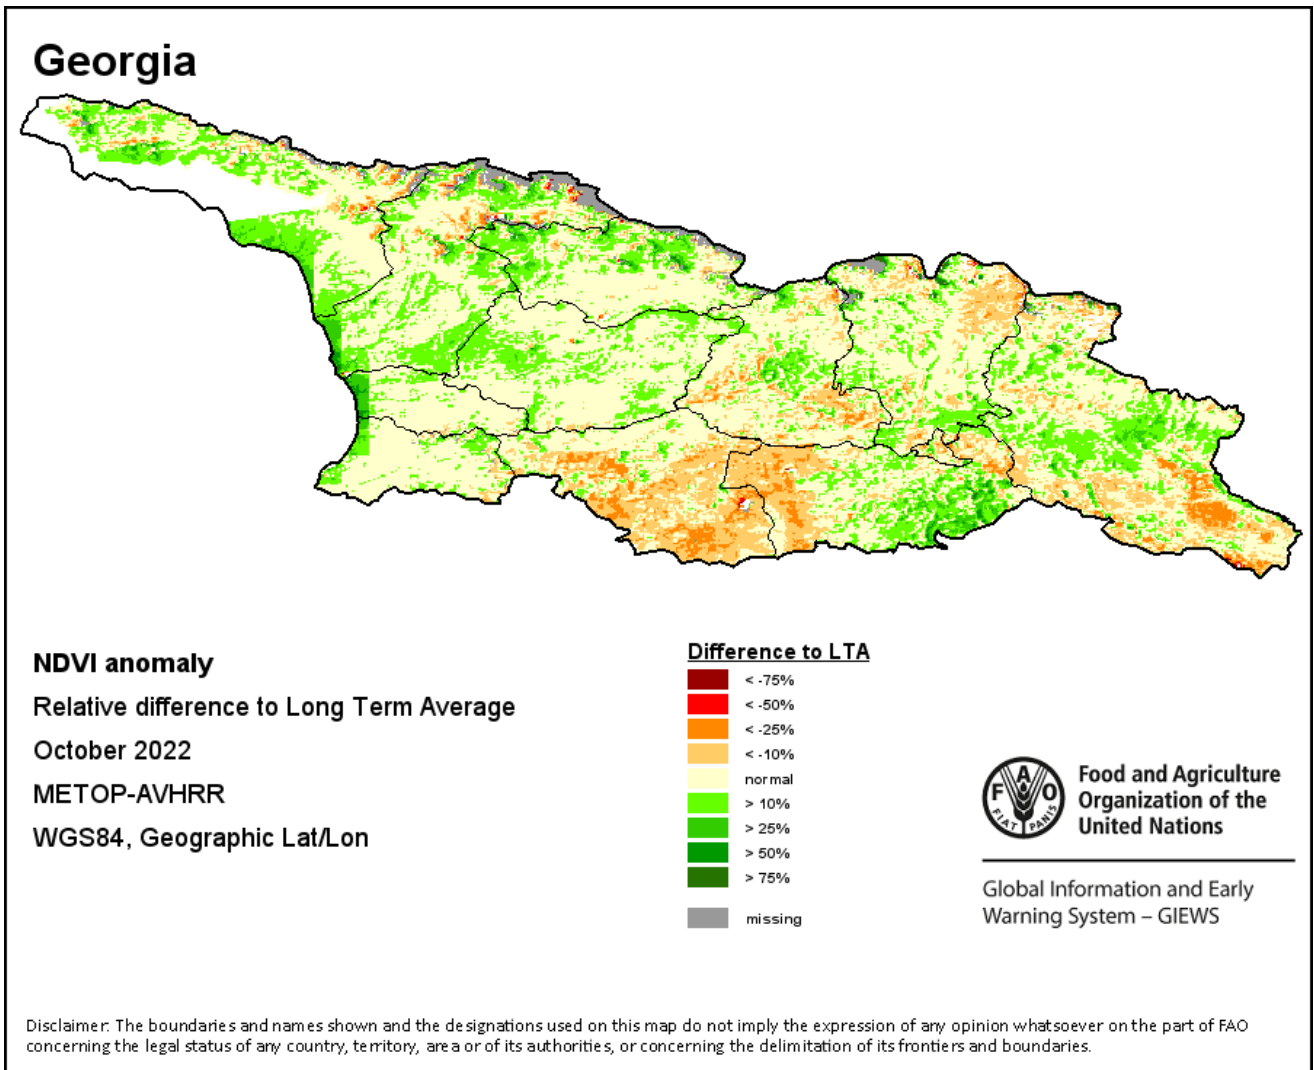 Georgia
NDVI anomaly
Relative difference to Long Term Average
October 2022
METOP-AVHRR
WGS84, Geographic Lat/Lon
Difference to LTA
< -75%
< -50%
< -25%
< -10%
normal
> 10%
> 25%
> 50%
> 75%
missing
F A O
FIAT PANIS
Food and Agriculture
Organization of the
United Nations
Global Information and Early
Warning System – GIEWS
Disclaimer: The boundaries and names shown and the designations used on this map do not imply the expression of any opinion whatsoever on the part of FAO
concerning the legal status of any country, territory, area or of its authorities, or concerning the delimitation of its frontiers and boundaries.